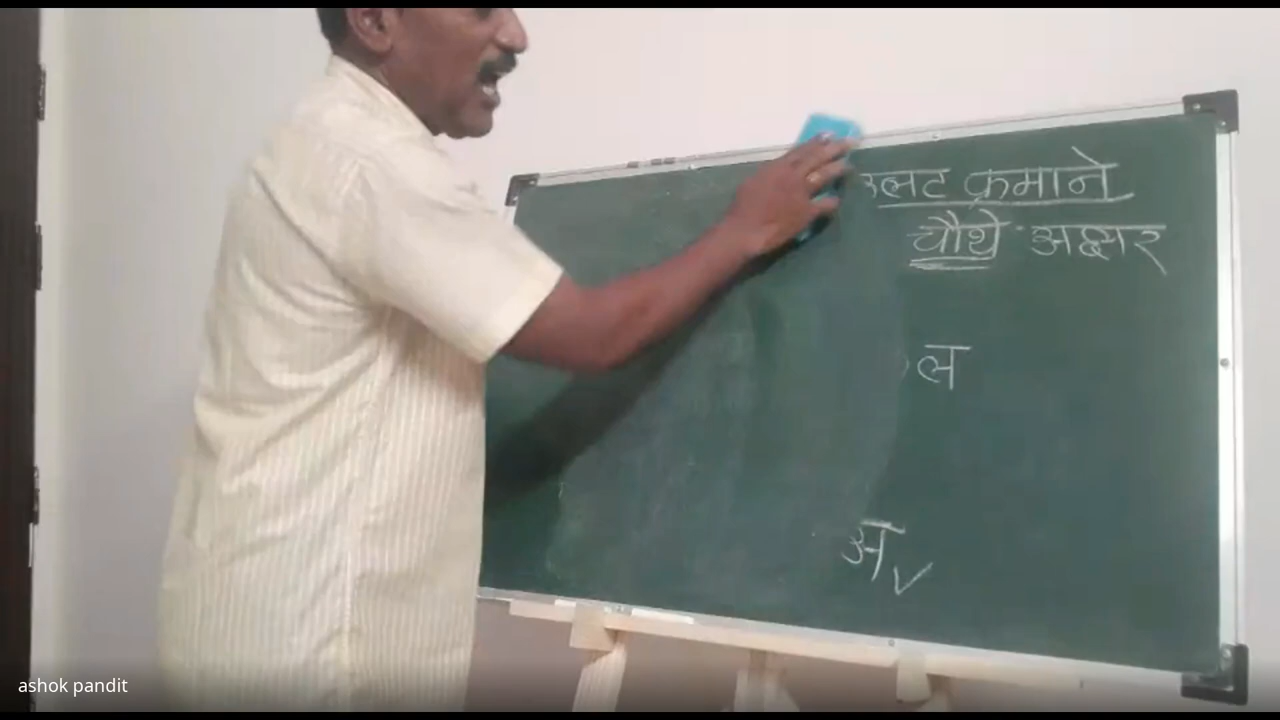 उलट क्रमाने
चौथे अक्षर
ल
अ
ashok pandit